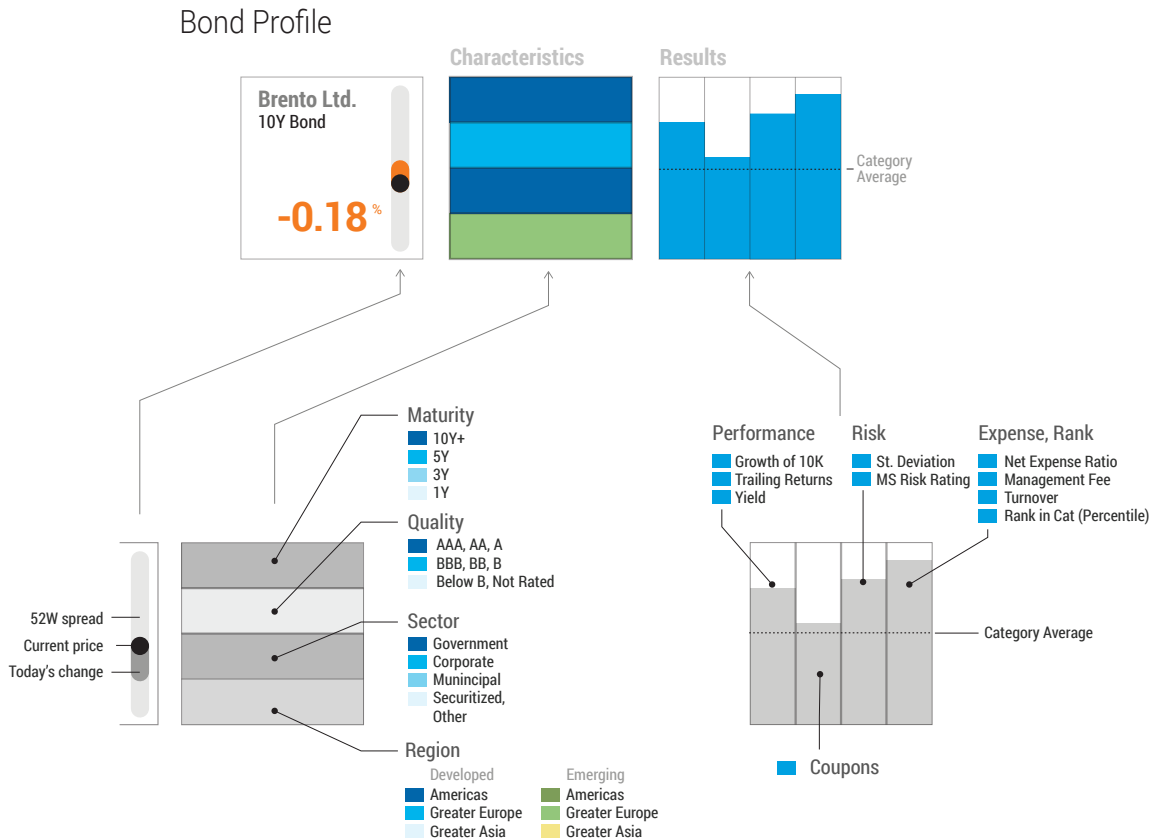 Bond Profile
Characteristics
Results
Brento Ltd.
10Y Bond
-0.18 %
Category
Average
Maturity
10Y+
5Y
3Y
1Y
Quality
AAA, AA, A
BBB, BB, B
Below B, Not Rated
Sector
Government
Corporate
Munincipal
Securitized,
Other
Region
Developed
Americas
Greater Europe
Greater Asia
Emerging
Americas
Greater Europe
Greater Asia
52W spread
Current price
Today's change
Performance
Growth of 10K
Trailing Returns
Yield
Risk
St. Deviation
MS Risk Rating
Expense, Rank
Net Expense Ratio
Management Fee
Turnover
Rank in Cat (Percentile)
Category Average
Coupons